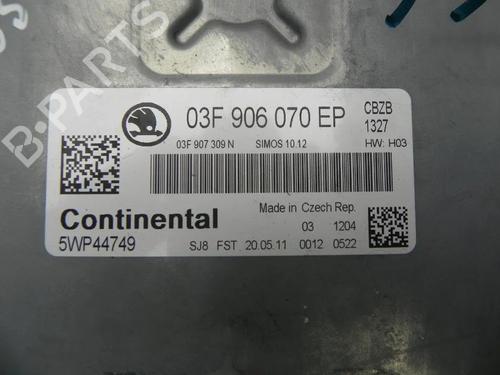 B-PARTS
03F 906 070 EP
CBZB
1327
03F 907 309 N SIMOS 10.12 HW: H03
Continental
Made in Czech Rep.
03 1204
5WP44749
SJ8 FST 20.05.11 0012 0522